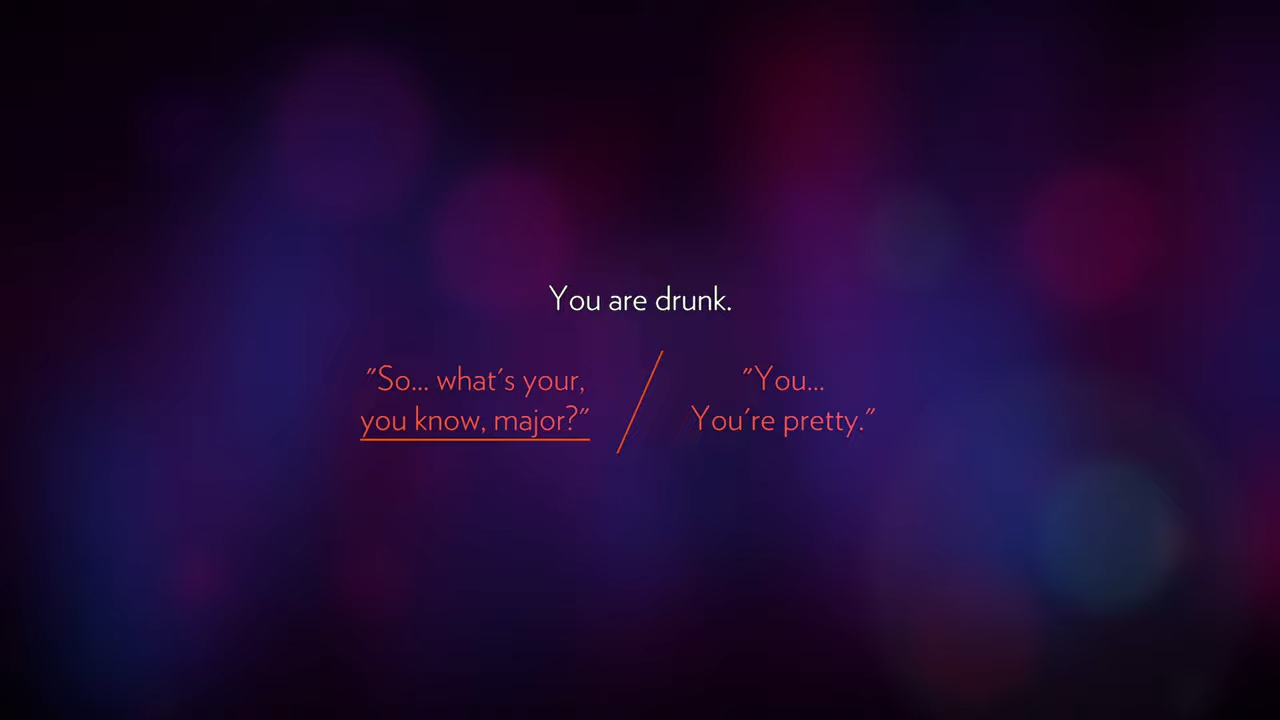 You are drunk.
"So... what's your,
you know, major?"
"You...
You're pretty."